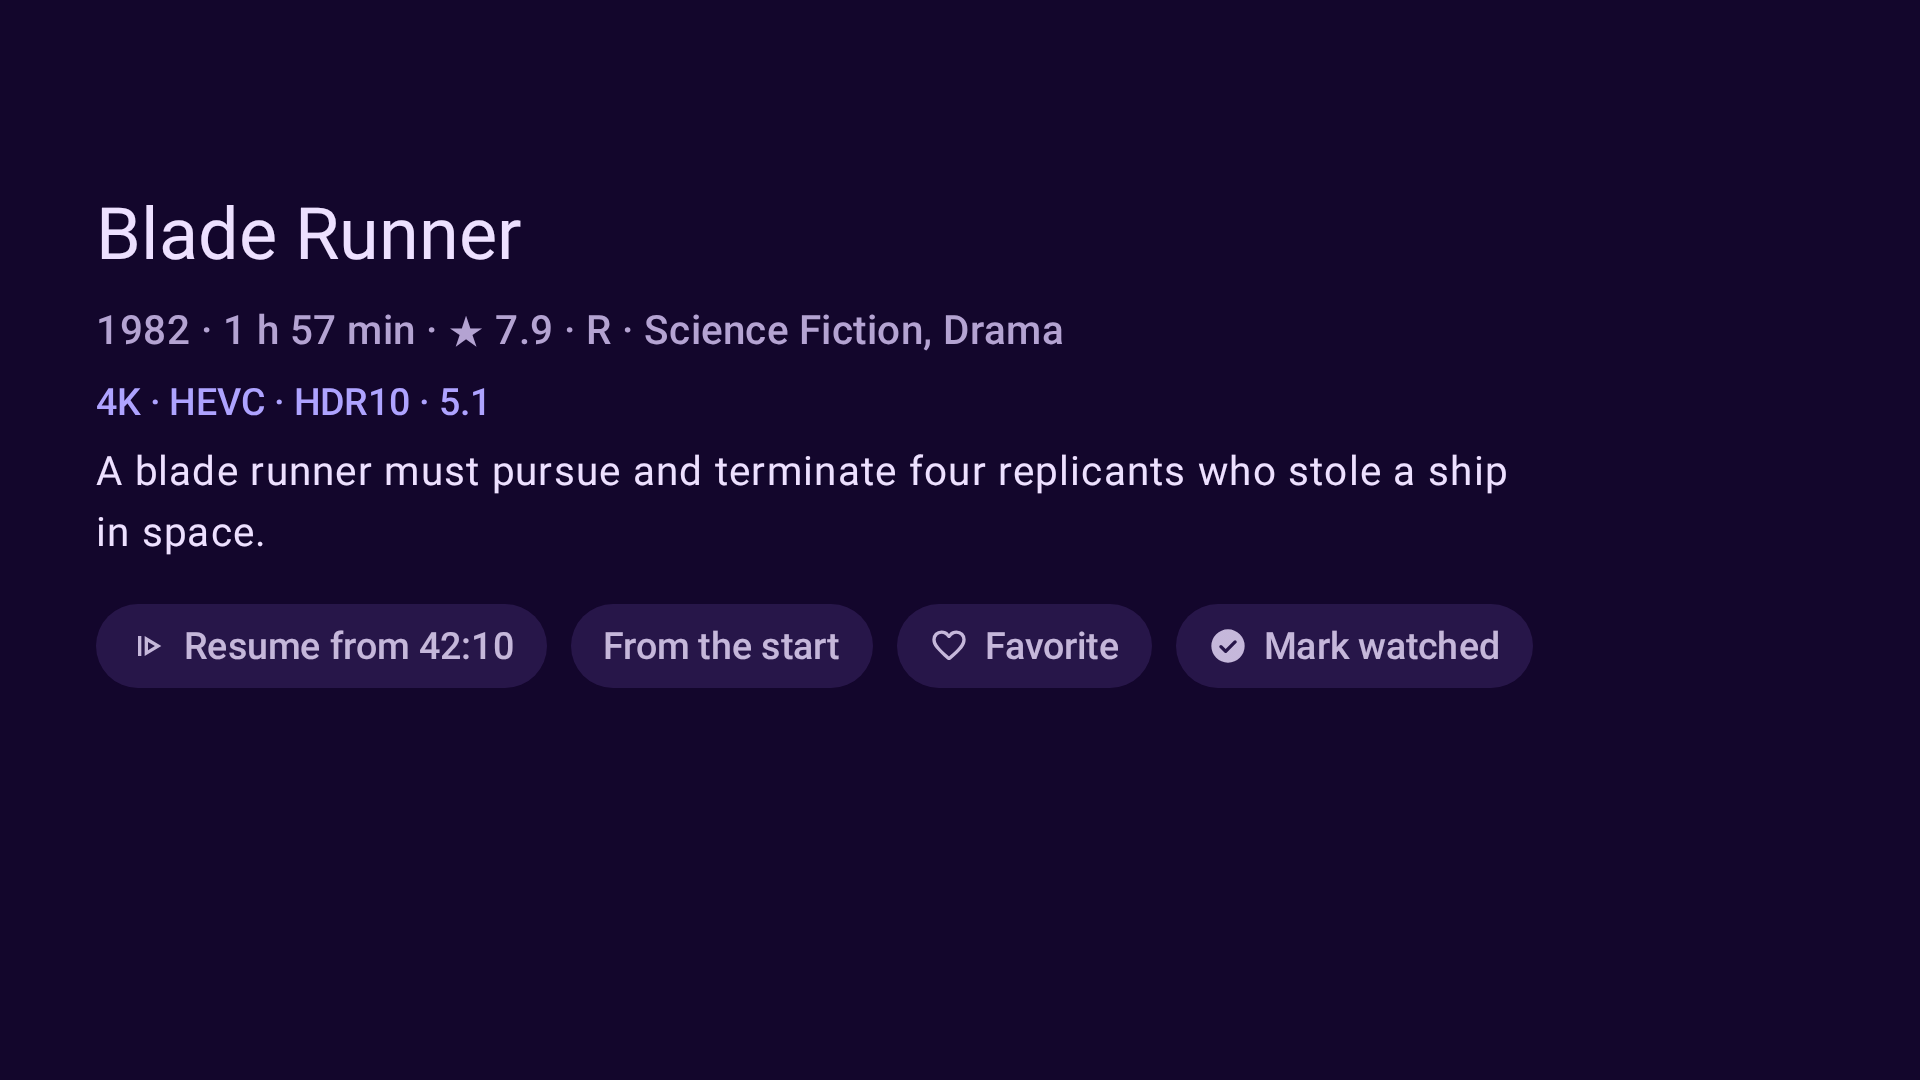 Blade Runner
1982 · 1 h 57 min · ★ 7.9 · R · Science Fiction, Drama
4K · HEVC · HDR10 · 5.1
A blade runner must pursue and terminate four replicants who stole a ship
in space.
Resume from 42:10
From the start
Favorite
Mark watched